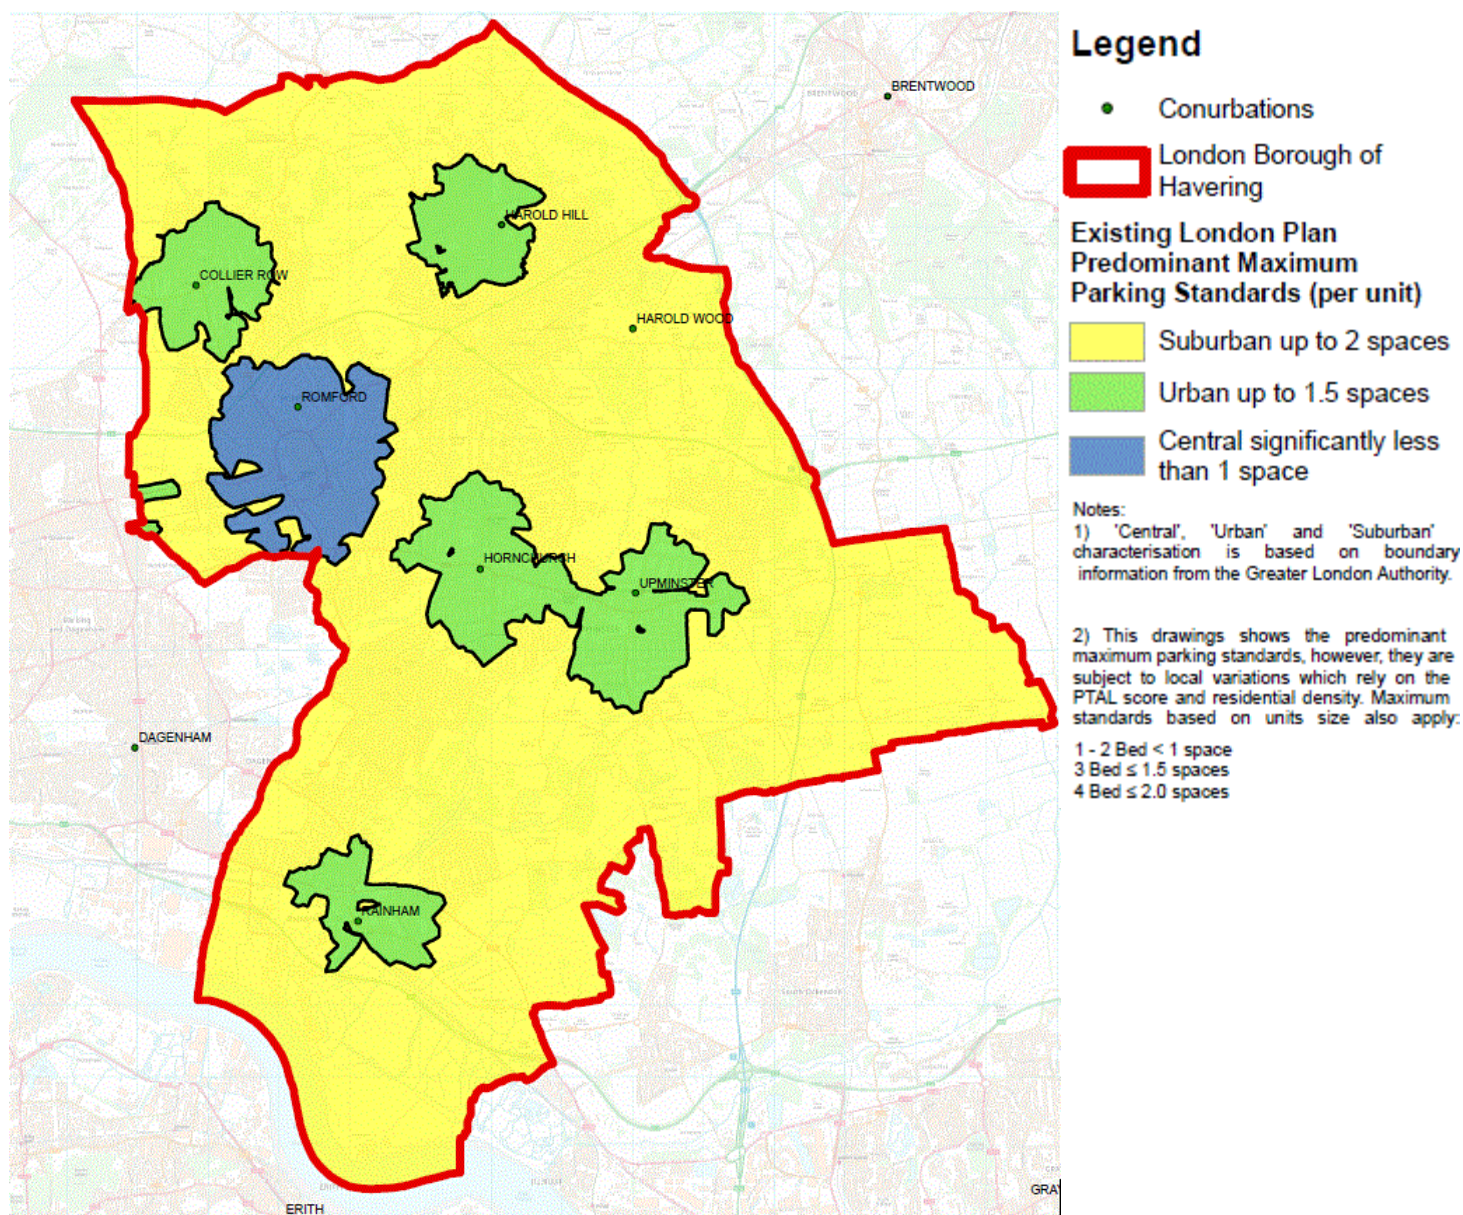 Legend
BRENTWOOD
BRENTWOOD
Conurbations
London Borough of
Havering
HAROLD HILL
Existing London Plan
Predominant Maximum
Parking Standards (per unit)
COLLIER ROW
HAROLD WOOD
Suburban up to 2 spaces
ROMFORD
Urban up to 1.5 spaces
Central significantly less
than 1 space
Notes:
1) 'Central', 'Urban' and 'Suburban'
characterisation is based on boundary
information from the Greater London Authority.
HORNCHURCH
UPMINSTER
2) This drawings shows the predominant
maximum parking standards, however, they are
subject to local variations which rely on the
PTAL score and residential density. Maximum
standards based on units size also apply:
DAGENHAM
1 - 2 Bed < 1 space
3 Bed ≤ 1.5 spaces
4 Bed ≤ 2.0 spaces
RAINHAM
South Ockendon
ERITH
GRAY